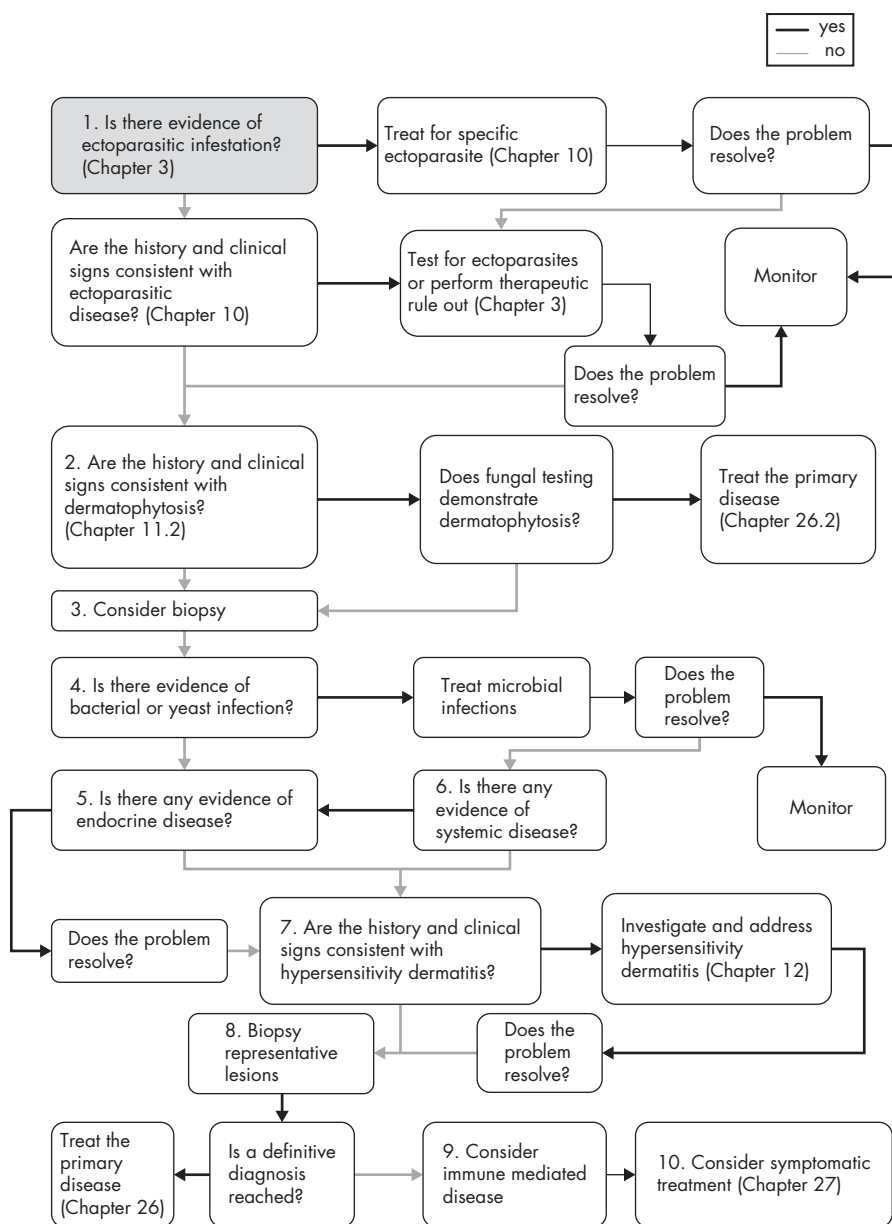 yes
no
1. Is there evidence of
ectoparasitic infestation?
(Chapter 3)
Treat for specific
ectoparasite (Chapter 10)
Does the problem
resolve?
Are the history and clinical
signs consistent with
ectoparasitic
disease? (Chapter 10)
Test for ectoparasites
or perform therapeutic
rule out (Chapter 3)
Monitor
Does the problem
resolve?
2. Are the history and clinical
signs consistent with
dermatophytosis?
(Chapter 11.2)
Does fungal testing
demonstrate
dermatophytosis?
Treat the primary
disease
(Chapter 26.2)
3. Consider biopsy
4. Is there evidence of
bacterial or yeast infection?
Treat microbial
infections
Does the
problem
resolve?
5. Is there any evidence of
endocrine disease?
6. Is there any
evidence of
systemic disease?
Monitor
Does the problem
resolve?
7. Are the history and clinical
signs consistent with
hypersensitivity dermatitis?
Investigate and address
hypersensitivity
dermatitis (Chapter 12)
8. Biopsy
representative
lesions
Does the
problem
resolve?
Treat the
primary
disease
(Chapter 26)
Is a definitive
diagnosis
reached?
9. Consider
immune mediated
disease
10. Consider symptomatic
treatment (Chapter 27)